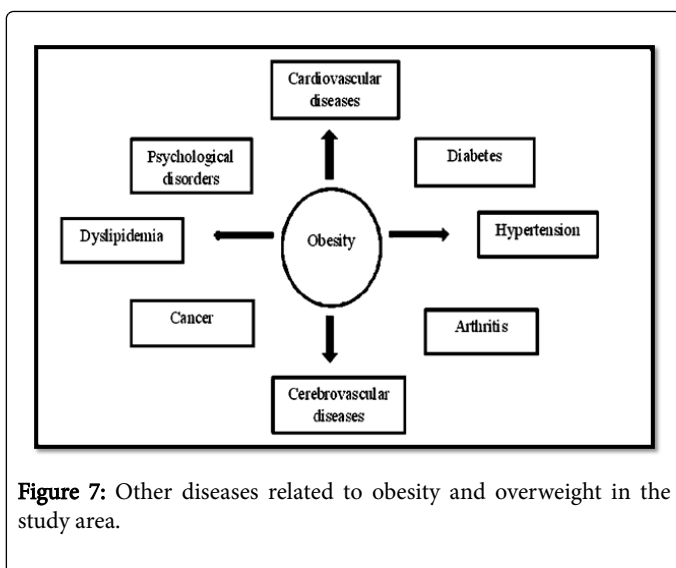 Cardiovascular
diseases
Psychological
disorders
Diabetes
Dyslipidemia
Obesity
Hypertension
Cancer
Arthritis
Cerebrovascular
diseases
Figure 7: Other diseases related to obesity and overweight in the
study area.